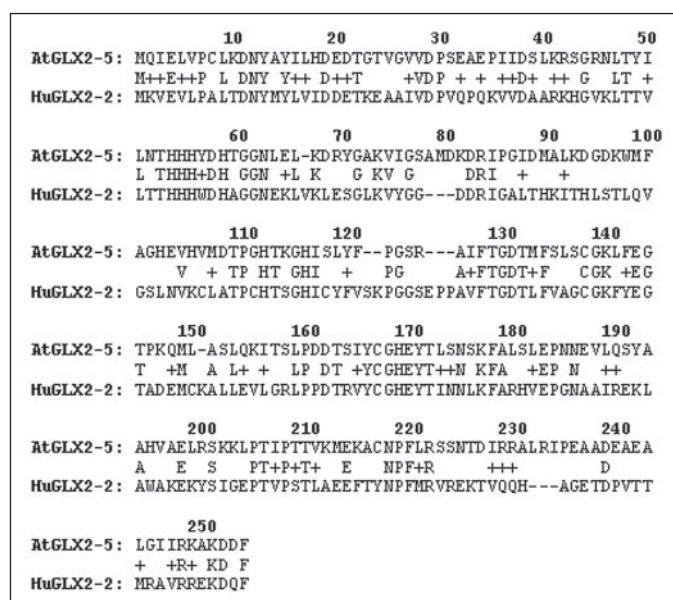 10 20 30 40 50
AtGLX2-5: MQIELVPCLKDNYAYILHDEDTGTVGVVDPSEAEPIIDSLKRSGRNLTYI
M++E++P L DNY Y ++ D++T +VDP + + ++D+ ++ G LT +
HuGLX2-2: MKVEVLPALTDNYMYLVIDDETKEAAIVDPVQPQKVVDAARKHGVKLTTV
60 70 80 90 100
AtGLX2-5: LNTHHHYDHTGGNLEL-KDRYGAKVIGSAMDKDRIPGIDMALKDGDKWMF
L THHH+DH GGN +L K G KV G DRI + +
HuGLX2-2: LTTHHHWDHAGGNEKLVKLESGLKVYGG---DDRIGALTHKITHLSTLQV
110 120 130 140
AtGLX2-5: AGHEVHVMDTPGHTKGHISLYF--PGSR---AIFTGDTMFSLSCGKLFEG
V + TP HT GHI + PG A+FTGDT+F CGK +EG
HuGLX2-2: GSLNVKCLATPCHTSGHICYFVSKPGGSEPPAVFTGDTLFVAGCGKFYEG
150 160 170 180 190
AtGLX2-5: TPKQML-ASLQKITSLPDDTSIYCGHEYTLSNSKFALSLEPNNEVLQSYA
T +M A L+ + LP DT +YCGHEYT++N KFA +EP N ++
HuGLX2-2: TADEMCKALLEVLGRLPPDTRVYCGHEYTINNLKFARHVEPGNAAIREKL
200 210 220 230 240
AtGLX2-5: AHVAELRSKKLPTIPTTVKMEKACNPFLRSSNTDIRRALRIPEAADEAEA
A E S PT+P+T+ E NPF+R +++ D
HuGLX2-2: AWAKEKYSIGEPTVPSTLAEEFTYNPFMRVREKTVQQH---AGETDPVTT
250
AtGLX2-5: LGIIRKAKDDF
+ +R+ KD F
HuGLX2-2: MRAVRREKDQF